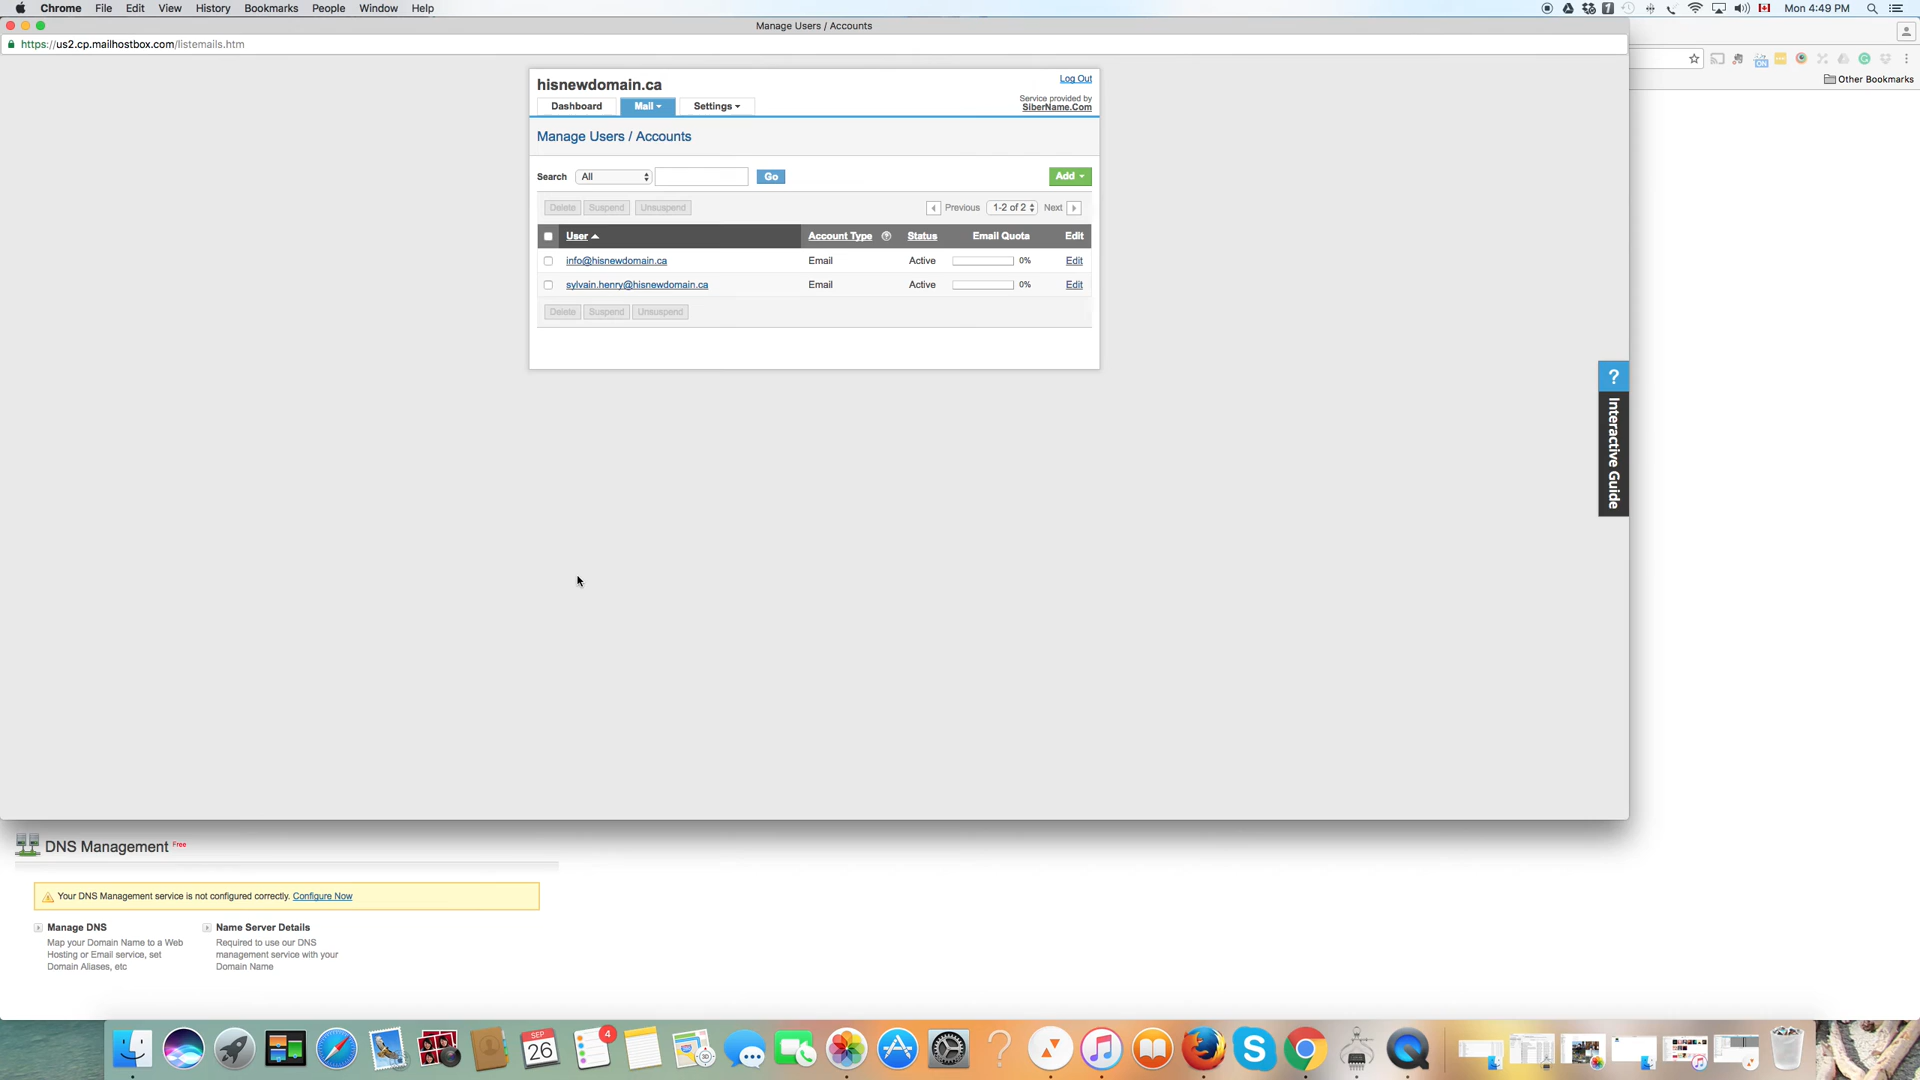 Chrome File Edit View History Bookmarks People Window Help
Mon 4:49 PM
Manage Users / Accounts
https://us2.cp.mailhostbox.com/listemails.htm
Other Bookmarks
hisnewdomain.ca
Log Out
Service provided by
SiberName.Com
Dashboard Mail Settings
Manage Users / Accounts
Search All Go Add
Delete Suspend Unsuspend Previous 1-2 of 2 Next
User Account Type ? Status Email Quota Edit
info@hisnewdomain.ca Email Active 0% Edit
sylvain.henry@hisnewdomain.ca Email Active 0% Edit
Delete Suspend Unsuspend
?
Interactive Guide
DNS Management Free
Your DNS Management service is not configured correctly. Configure Now
Manage DNS
Map your Domain Name to a Web
Hosting or Email service, set
Domain Aliases, etc
Name Server Details
Required to use our DNS
management service with your
Domain Name
SEP
26
4